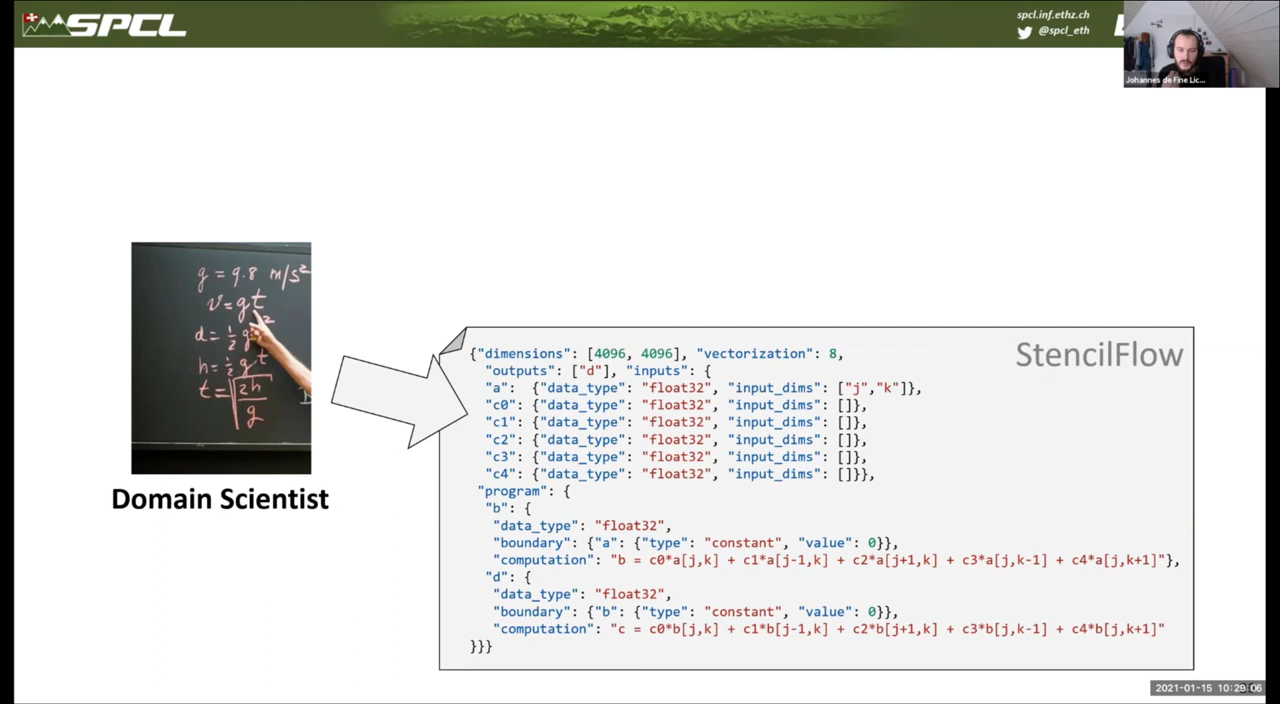 SPCL
spcl.inf.ethz.ch
@spcl_eth
Johannes de Fine Lic...
g = 9.8 m/s²
v = gt
h = ½ g
t = √2h/g
Domain Scientist
StencilFlow
{"dimensions": [4096, 4096], "vectorization": 8,
"outputs": ["d"], "inputs": {
"a": {"data_type": "float32", "input_dims": ["j","k"]},
"c0": {"data_type": "float32", "input_dims": []},
"c1": {"data_type": "float32", "input_dims": []},
"c2": {"data_type": "float32", "input_dims": []},
"c3": {"data_type": "float32", "input_dims": []},
"c4": {"data_type": "float32", "input_dims": []}},
"program": {
"b": {
"data_type": "float32",
"boundary": {"a": {"type": "constant", "value": 0}},
"computation": "b = c0*a[j,k] + c1*a[j-1,k] + c2*a[j+1,k] + c3*a[j,k-1] + c4*a[j,k+1]"},
"d": {
"data_type": "float32",
"boundary": {"b": {"type": "constant", "value": 0}},
"computation": "c = c0*b[j,k] + c1*b[j-1,k] + c2*b[j+1,k] + c3*b[j,k-1] + c4*b[j,k+1]"
}}}
2021-01-15 10:29:06